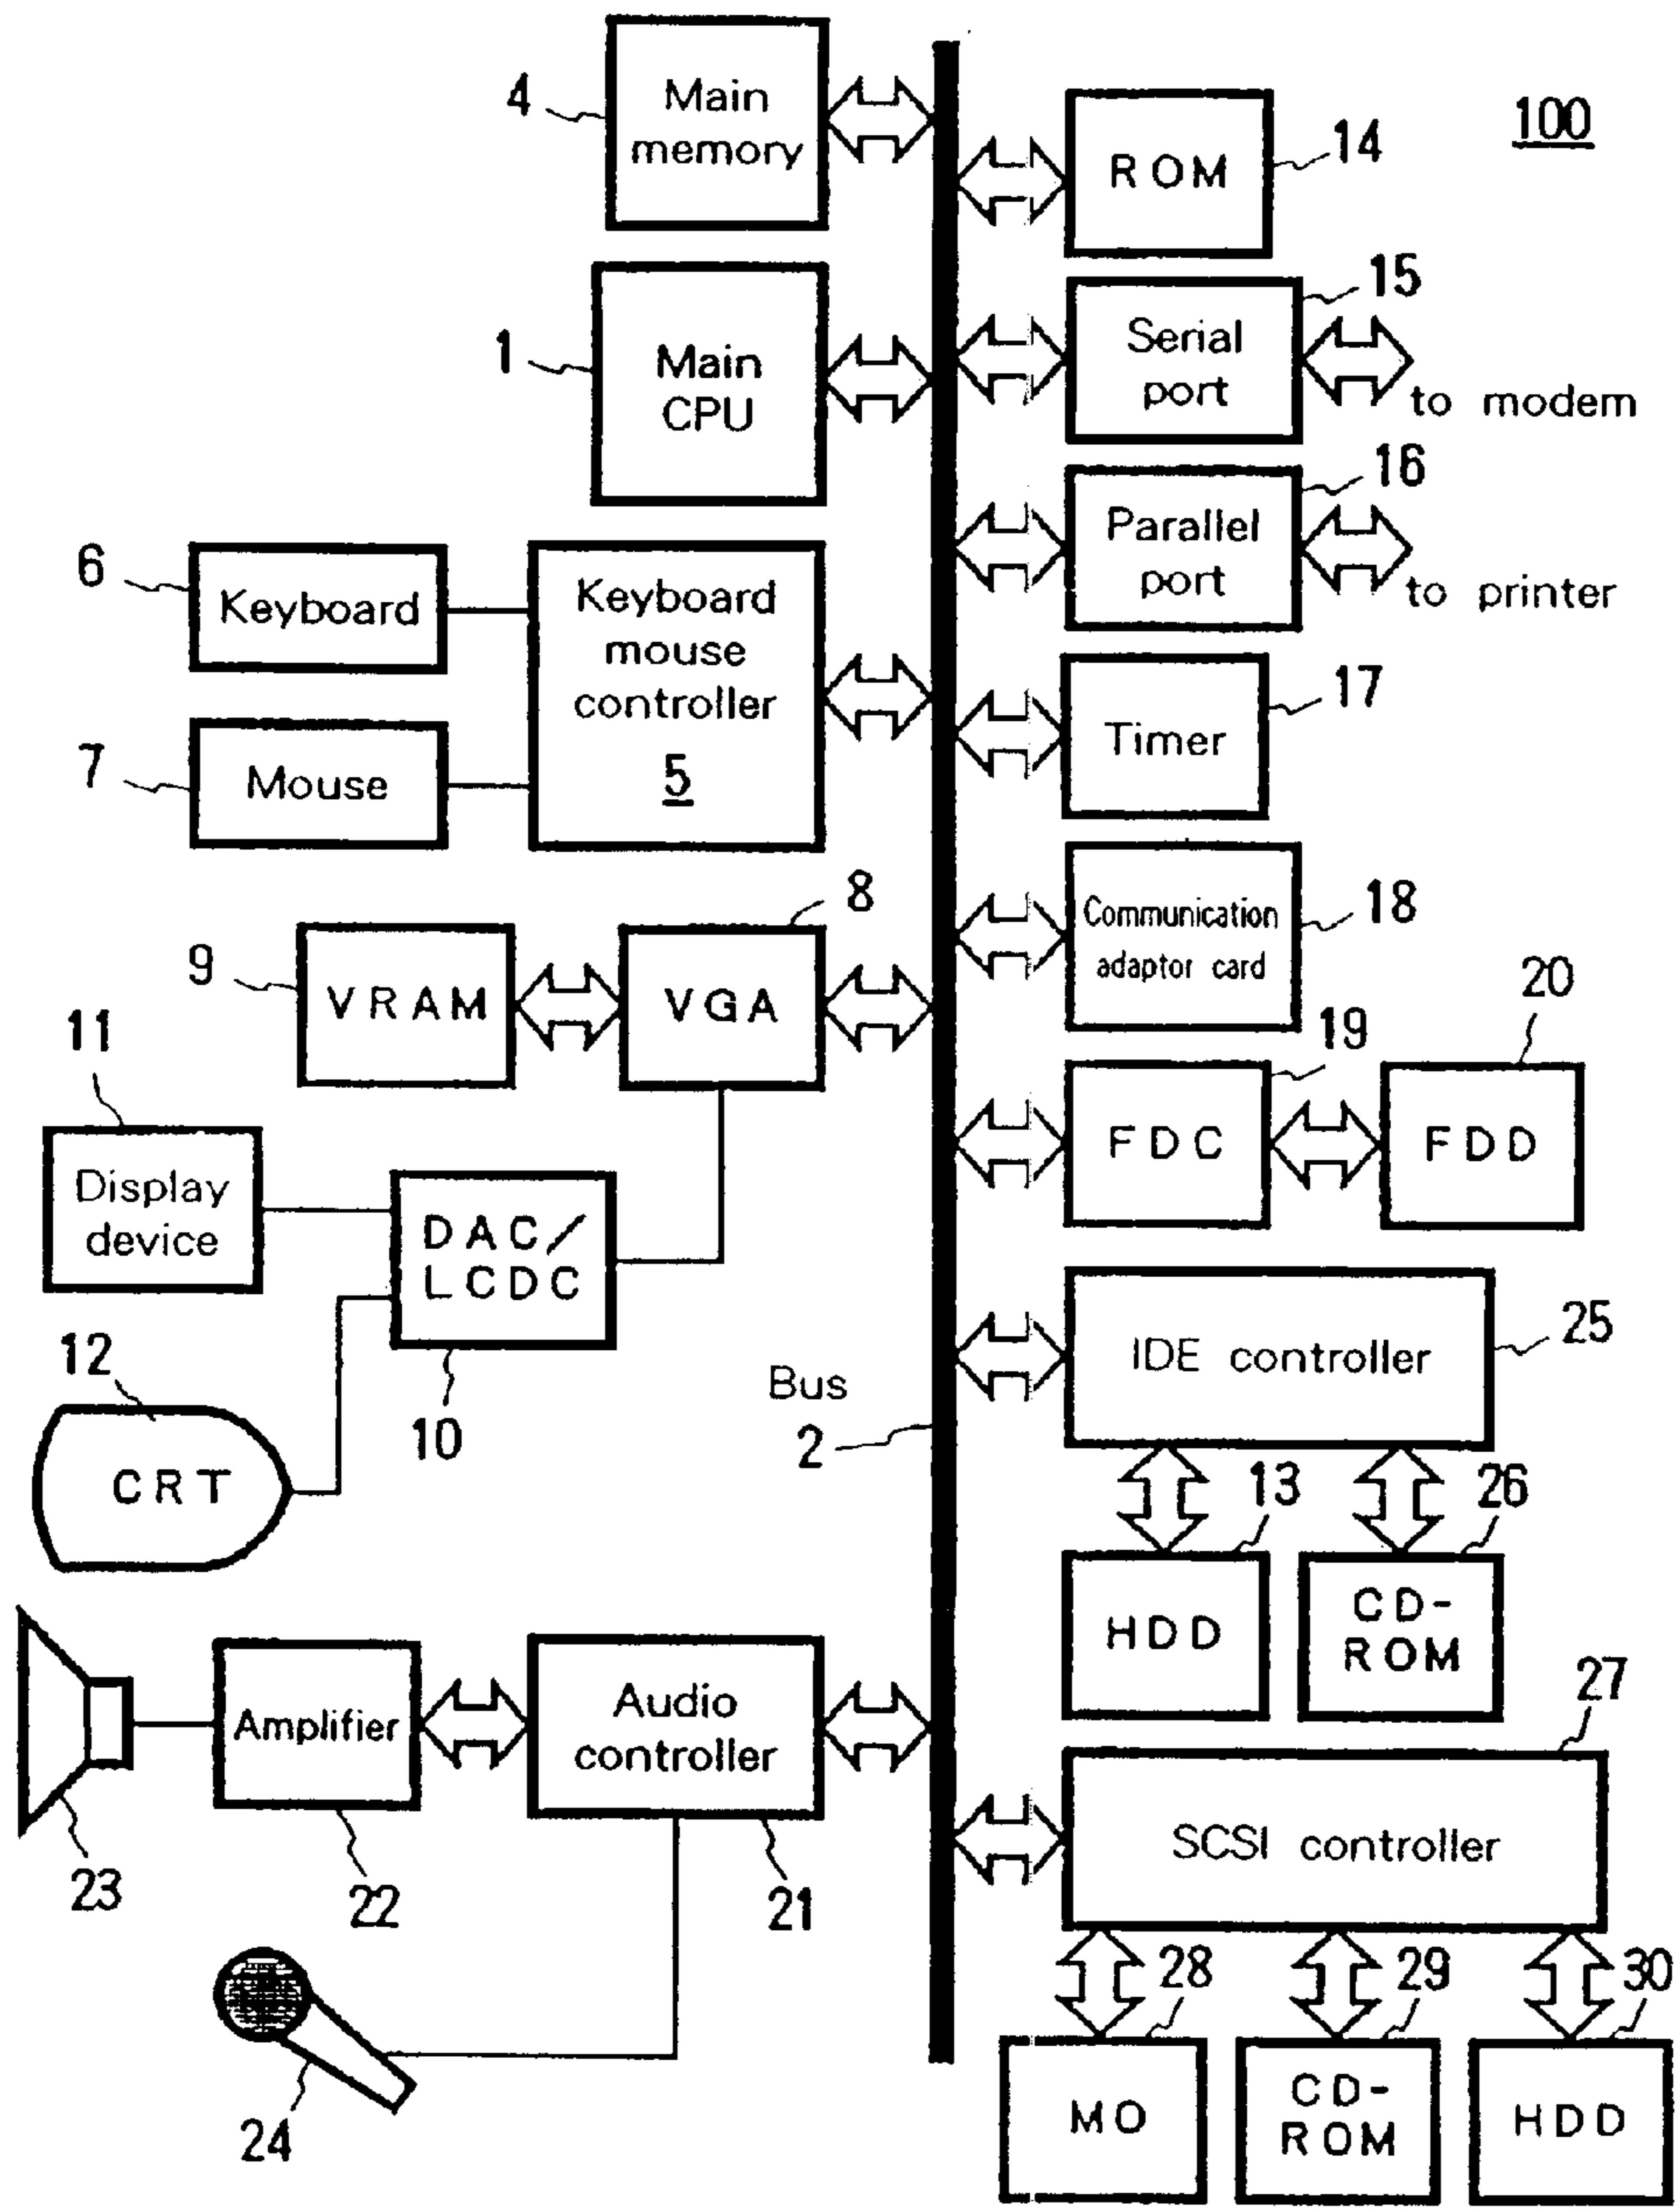 4
Main
memory
100
ROM
14
15
1
Main
CPU
Serial
port
to modem
16
6
Keyboard
Keyboard
mouse
controller
5
Parallel
port
to printer
7
Mouse
17
Timer
8
9
VRAM
VGA
Communication
adaptor card
18
20
11
19
Display
device
DAC/
LCDC
FDC
FDD
10
12
CRT
Bus
2
IDE controller
25
13
26
HDD
CD-
ROM
27
Amplifier
Audio
controller
23
22
21
SCSI controller
24
28
29
30
MO
CD-
ROM
HDD